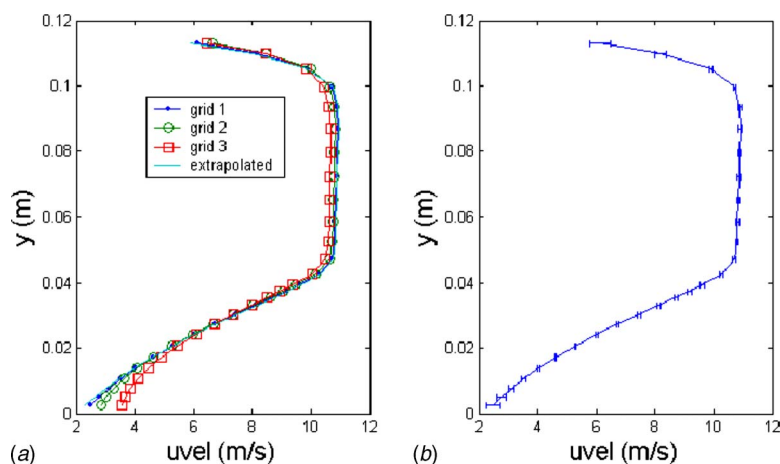 0.12
0.1
0.08
0.06
0.04
0.02
0
y (m)
grid 1
grid 2
grid 3
extrapolated
2 4 6 8 10 12
uvel (m/s)
(a)
0.12
0.1
0.08
0.06
0.04
0.02
0
y (m)
2 4 6 8 10 12
uvel (m/s)
(b)